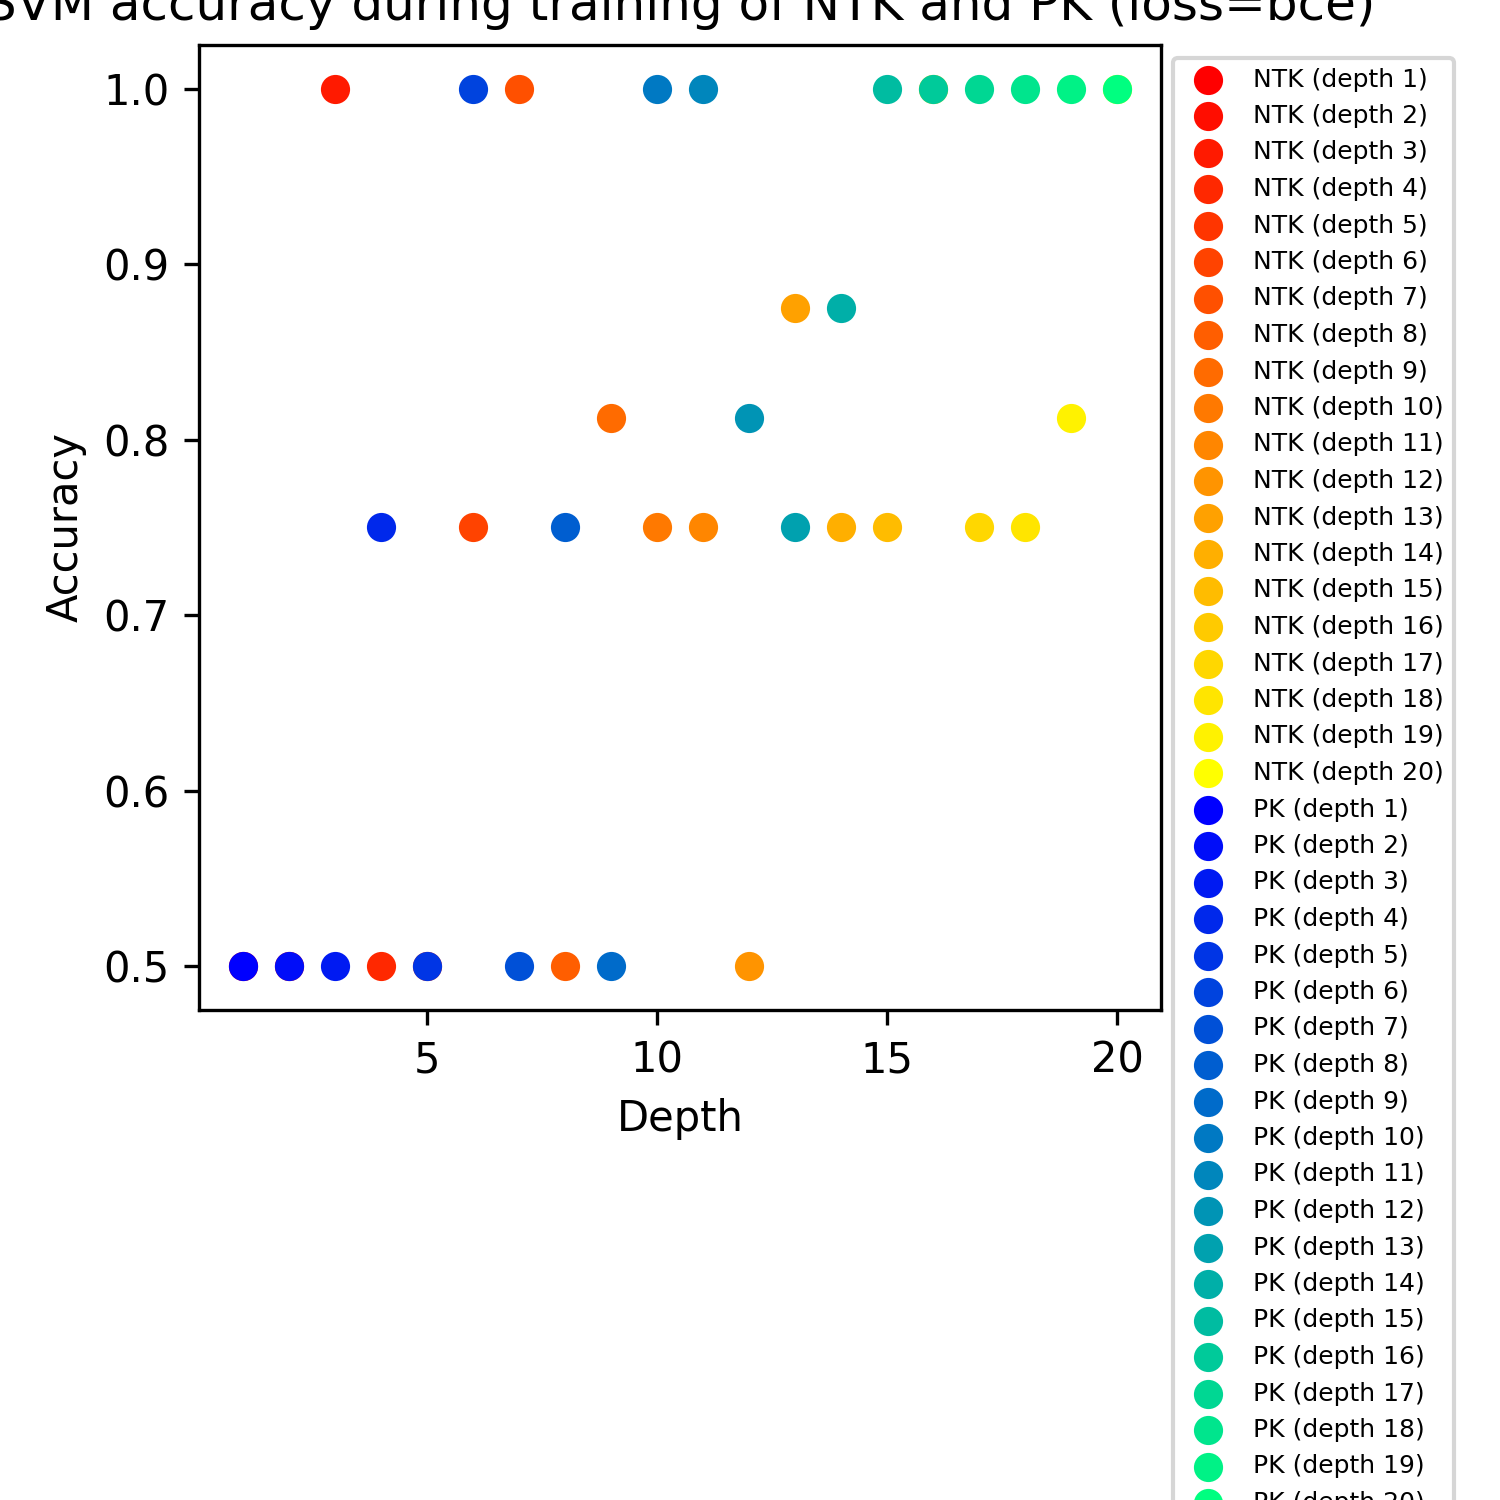 SVM accuracy during training of NTK and PK (loss=bce)
1.0
0.9
0.8
0.7
0.6
0.5
Accuracy
5
10
15
20
Depth
NTK (depth 1)
NTK (depth 2)
NTK (depth 3)
NTK (depth 4)
NTK (depth 5)
NTK (depth 6)
NTK (depth 7)
NTK (depth 8)
NTK (depth 9)
NTK (depth 10)
NTK (depth 11)
NTK (depth 12)
NTK (depth 13)
NTK (depth 14)
NTK (depth 15)
NTK (depth 16)
NTK (depth 17)
NTK (depth 18)
NTK (depth 19)
NTK (depth 20)
PK (depth 1)
PK (depth 2)
PK (depth 3)
PK (depth 4)
PK (depth 5)
PK (depth 6)
PK (depth 7)
PK (depth 8)
PK (depth 9)
PK (depth 10)
PK (depth 11)
PK (depth 12)
PK (depth 13)
PK (depth 14)
PK (depth 15)
PK (depth 16)
PK (depth 17)
PK (depth 18)
PK (depth 19)
PK (depth 20)